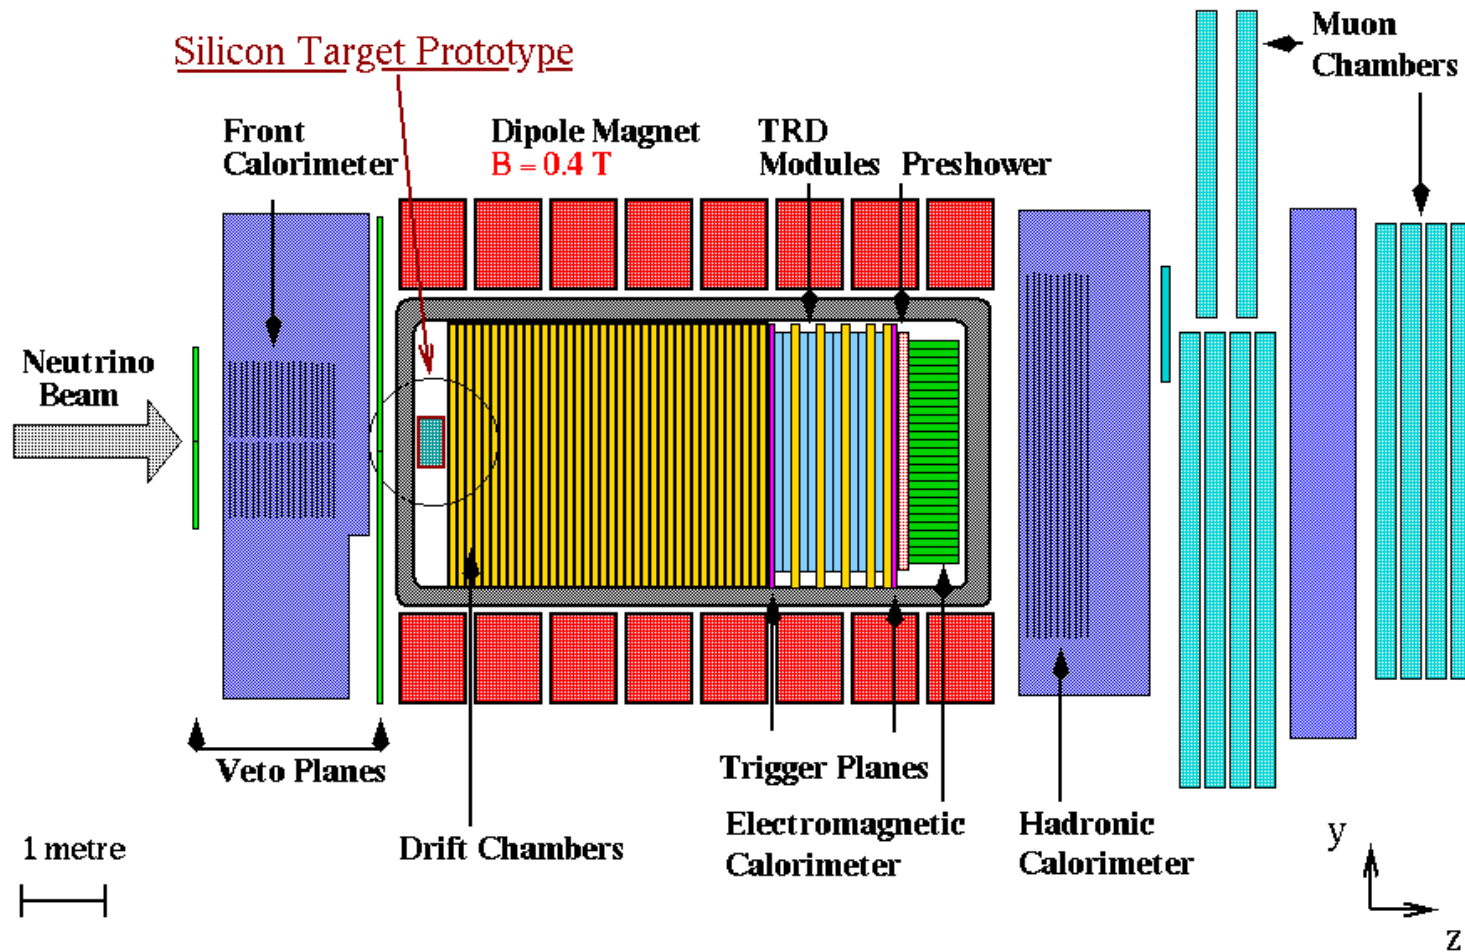 Silicon Target Prototype
Muon
Chambers
Front
Calorimeter
Dipole Magnet
B = 0.4 T
TRD
Modules
Preshower
Neutrino
Beam
Veto Planes
Trigger Planes
Drift Chambers
Electromagnetic
Calorimeter
Hadronic
Calorimeter
1 metre
y
z